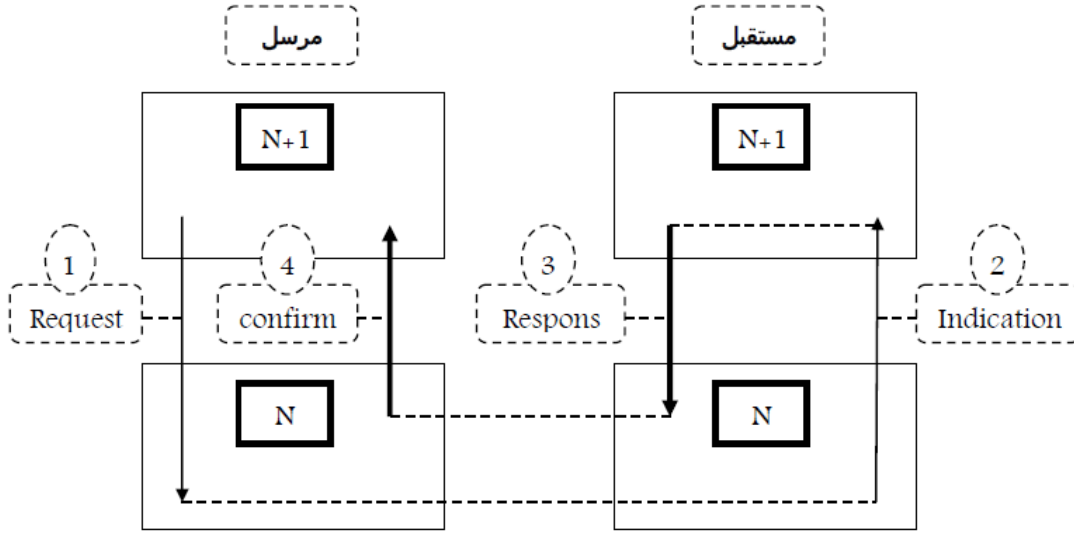 مرسل
مستقبل
N+1
N+1
1
4
3
2
Request
confirm
Respons
Indication
N
N